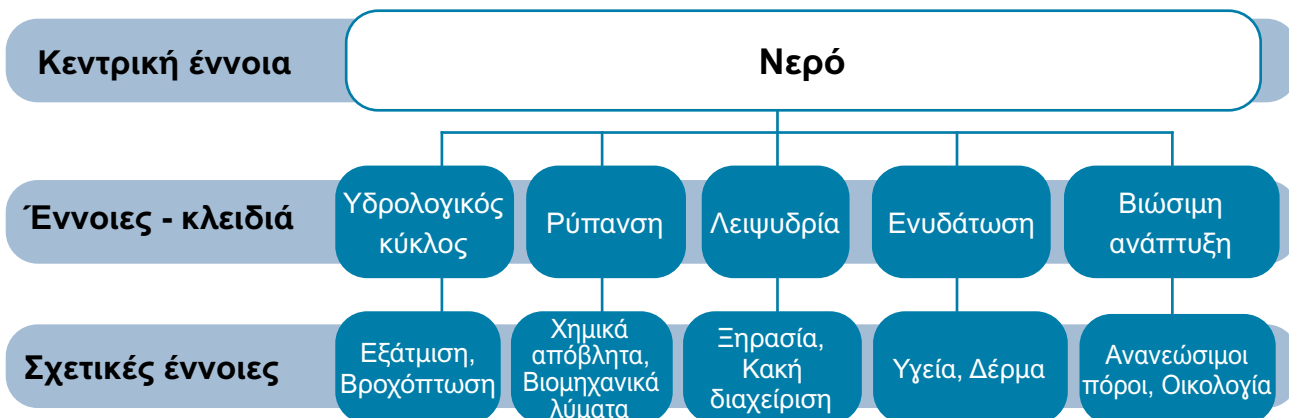 Κεντρική έννοια
Νερό
Έννοιες - κλειδιά
Υδρολογικός
κύκλος
Ρύπανση
Λειψυδρία
Ενυδάτωση
Βιώσιμη
ανάπτυξη
Σχετικές έννοιες
Εξάτμιση,
Βροχόπτωση
Χημικά
απόβλητα,
Βιομηχανικά
λύματα
Ξηρασία,
Κακή
διαχείριση
Υγεία, Δέρμα
Ανανεώσιμοι
πόροι, Οικολογία